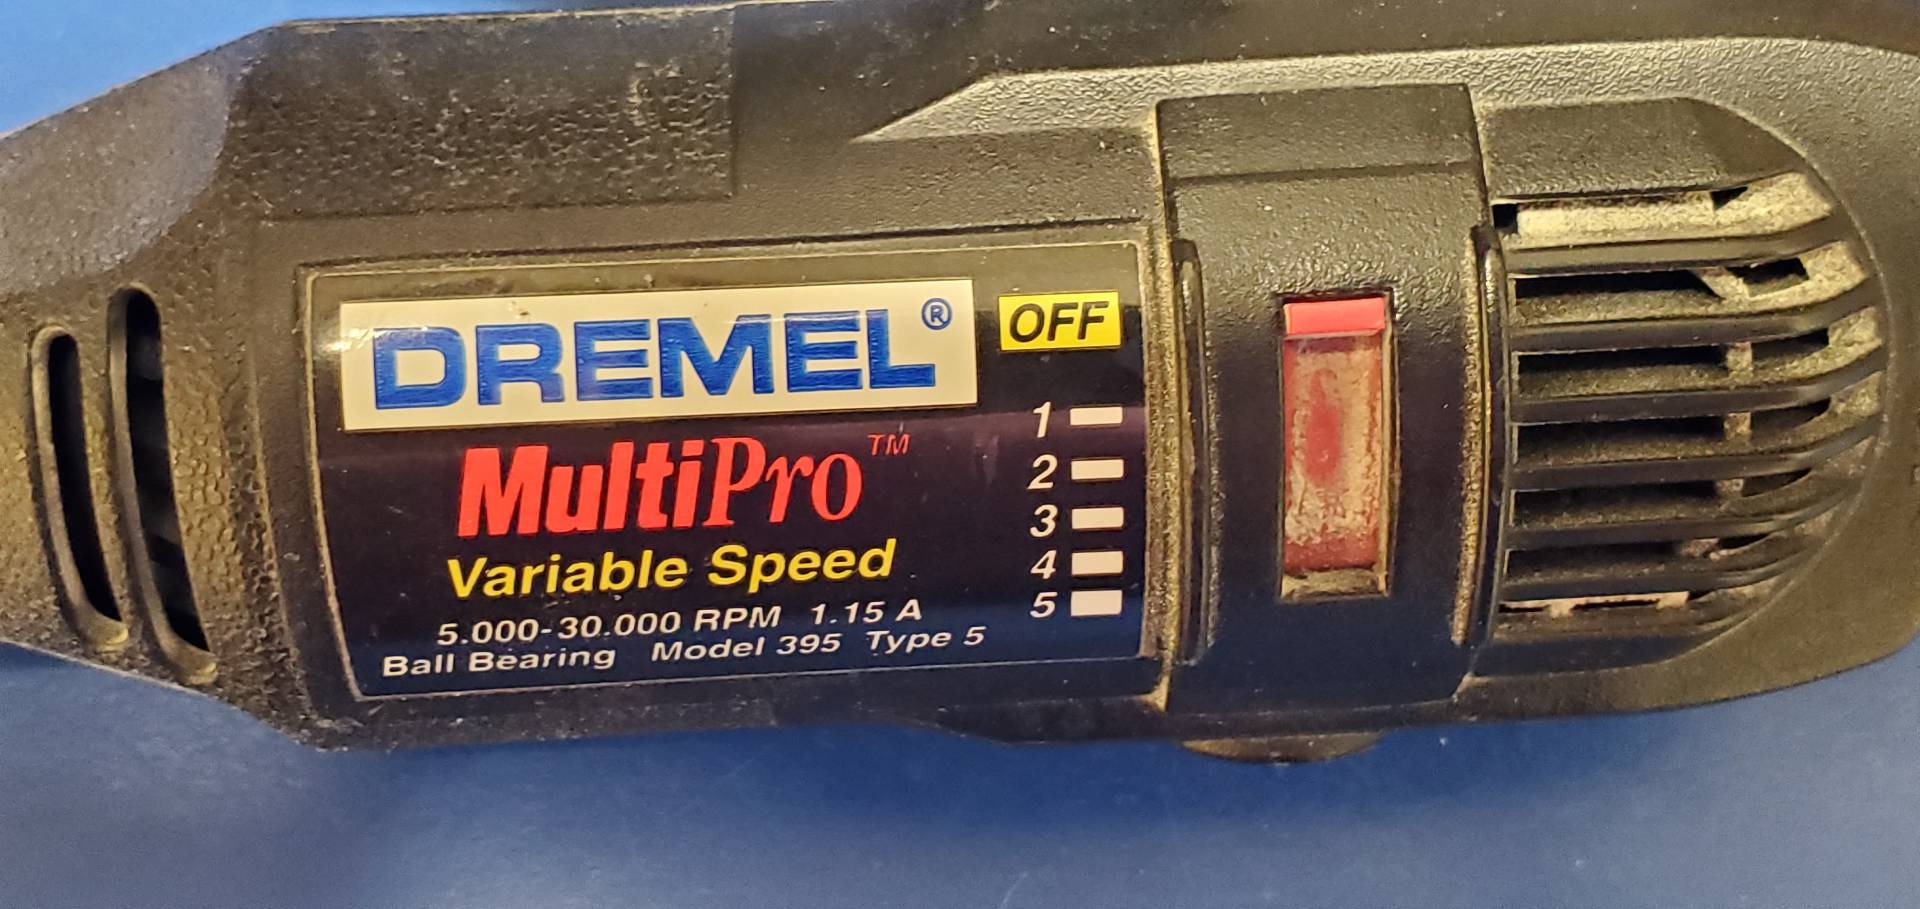 DREMEL®
OFF
MultiPro™
Variable Speed
5.000-30.000 RPM 1.15 A
Ball Bearing Model 395 Type 5
1
2
3
4
5